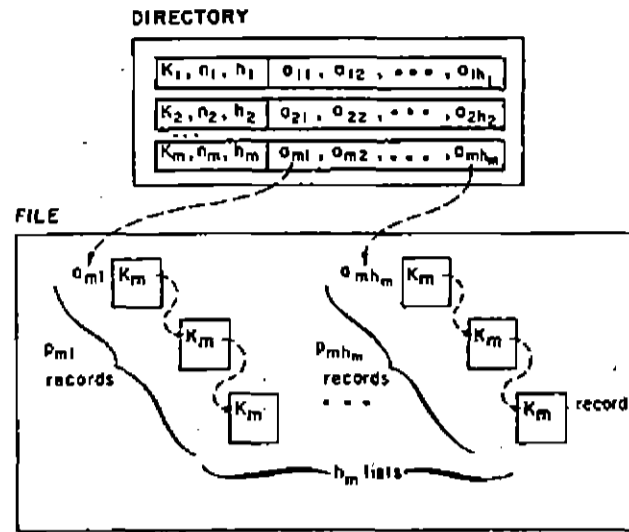 DIRECTORY
K₁, n₁, h₁ a₁₁, a₁₂, •••, a₁ₕ₁
K₂, n₂, h₂ a₂₁, a₂₂, ••••, a₂ₕ₂
...
Kₘ, nₘ, hₘ aₘ₁, aₘ₂, ...., aₘₕₘ
FILE
aₘ₁ Kₘ aₘₕₘ Kₘ
Kₘ Kₘ
pₘ₁ pₘₕₘ
records records
Kₘ ••• Kₘ record
hₘ lists